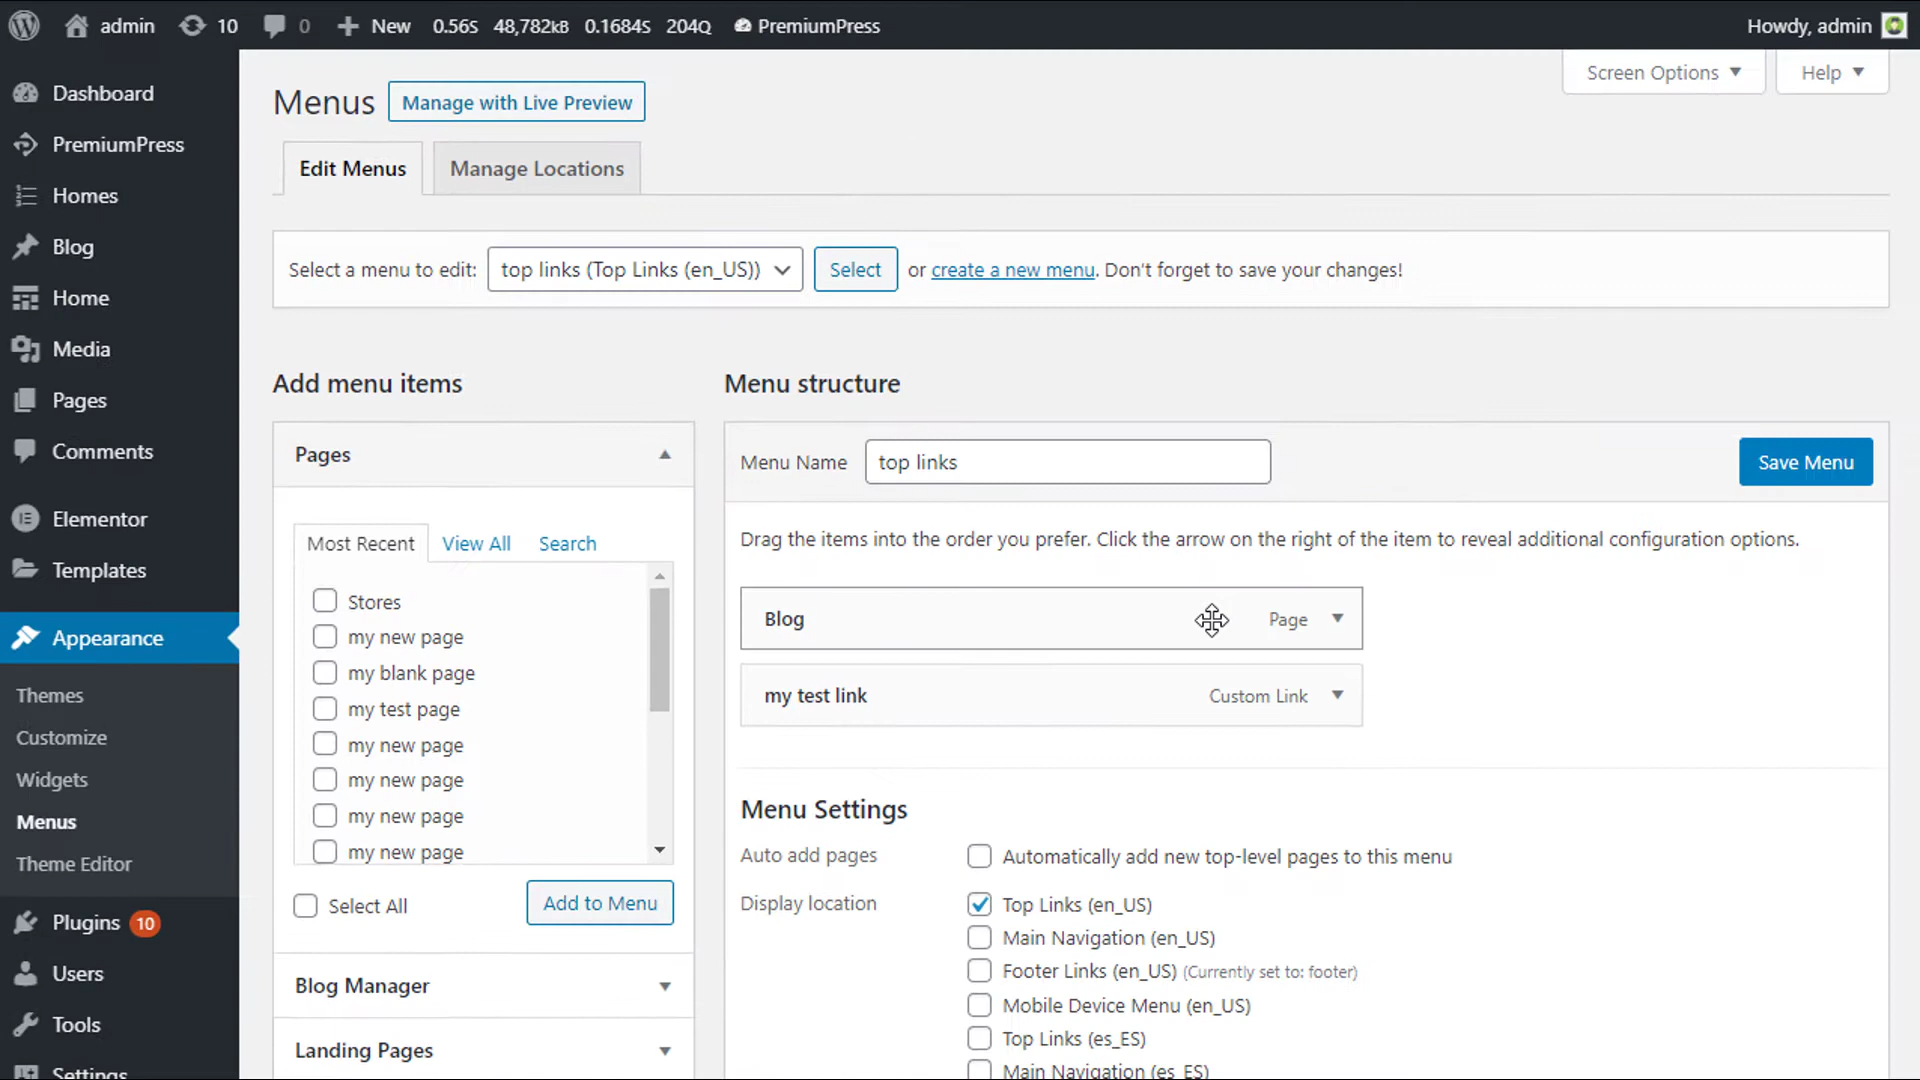 admin 10 0 New 0.56S 48,782kB 0.1684S 204Q PremiumPress Howdy, admin
Screen Options Help
Dashboard
PremiumPress
Homes
Blog
Home
Media
Pages
Comments
Elementor
Templates
Appearance
Themes
Customize
Widgets
Menus
Theme Editor
Plugins 10
Users
Tools
Settings
Menus Manage with Live Preview
Edit Menus Manage Locations
Select a menu to edit: top links (Top Links (en_US)) Select or create a new menu. Don't forget to save your changes!
Add menu items
Pages
Most Recent View All Search
Stores
my new page
my blank page
my test page
my new page
my new page
my new page
my new page
Select All Add to Menu
Blog Manager
Landing Pages
Menu structure
Menu Name top links Save Menu
Drag the items into the order you prefer. Click the arrow on the right of the item to reveal additional configuration options.
Blog Page
my test link Custom Link
Menu Settings
Auto add pages Automatically add new top-level pages to this menu
Display location Top Links (en_US)
Main Navigation (en_US)
Footer Links (en_US) (Currently set to: footer)
Mobile Device Menu (en_US)
Top Links (es_ES)
Main Navigation (es_ES)